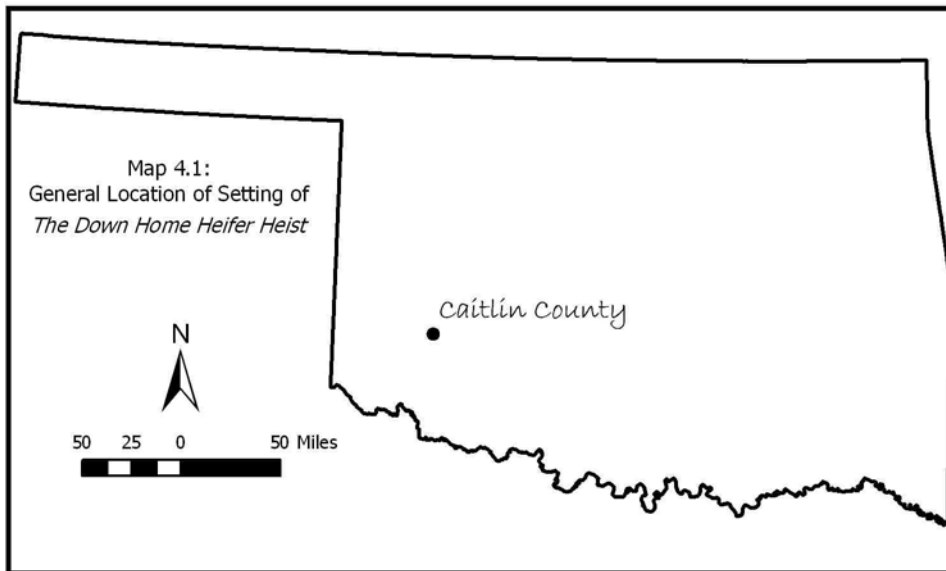 Map 4.1:
General Location of Setting of
The Down Home Heifer Heist
Caitlin County
N
50 25 0 50 Miles